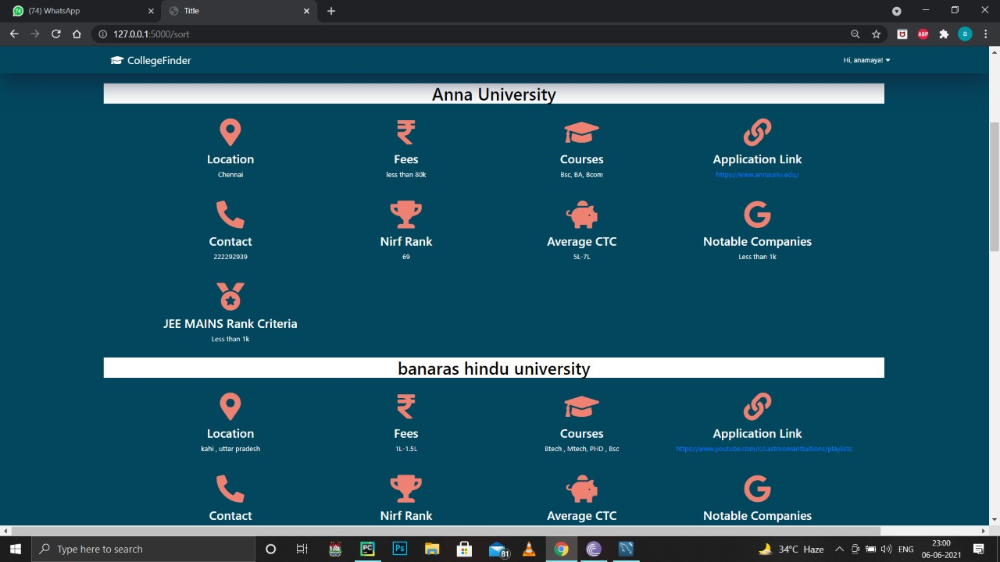 (74) WhatsApp
Title
127.0.0.1:5000/sort
ABP
a
CollegeFinder
Hi, anamaya!
Anna University
Location Fees Courses Application Link
Chennai less than 80k Bsc, BA, Bcom https://www.annauniv.edu/
Contact Nirf Rank Average CTC Notable Companies
222292939 69 5L-7L Less than 1k
JEE MAINS Rank Criteria
Less than 1k
banaras hindu university
Location Fees Courses Application Link
kahi , uttar pradesh 1L-1.5L Btech , Mtech, PHD , Bsc https://www.youtube.com/c/Lastmomenttuitions/playlists
Contact Nirf Rank Average CTC Notable Companies
Type here to search
PC
Ps
81
34°C Haze
ENG
23:00
06-06-2021